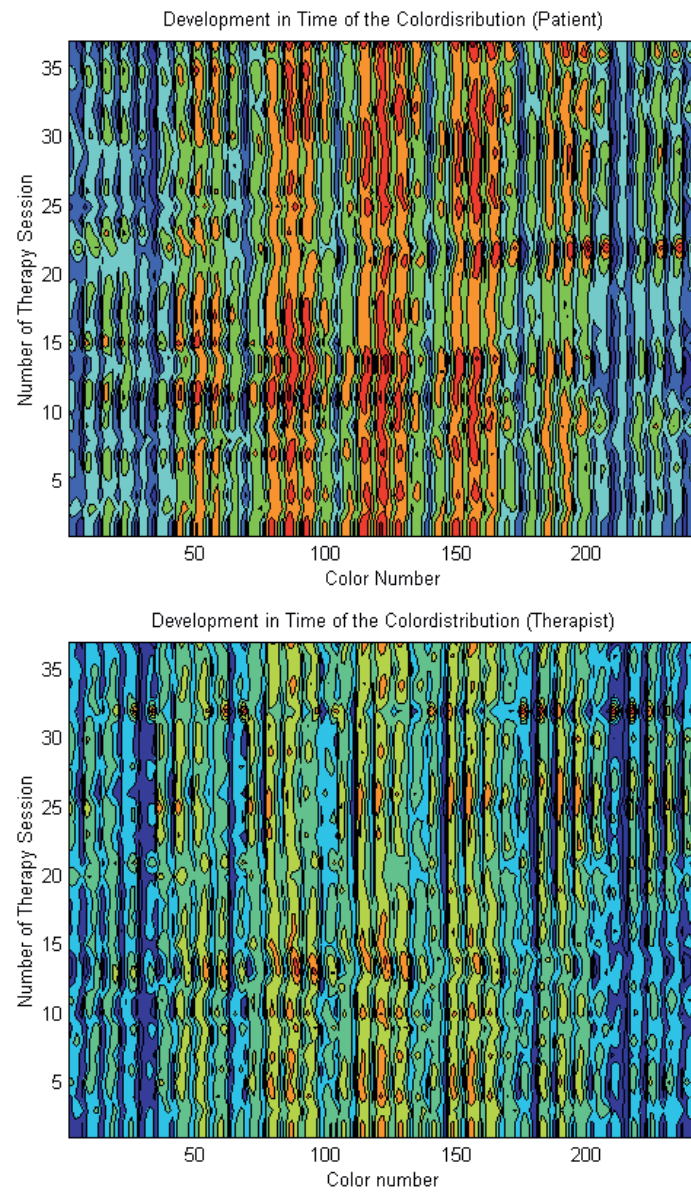 Development in Time of the Colordisribution (Patient)
35
30
25
20
15
10
5
Number of Therapy Session
50 100 150 200
Color Number
Development in Time of the Colordistribution (Therapist)
35
30
25
20
15
10
5
Number of Therapy Session
50 100 150 200
Color number